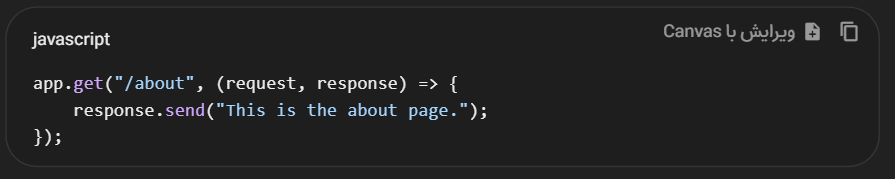 javascript
ویرایش با Canvas
app.get("/about", (request, response) => {
    response.send("This is the about page.");
});